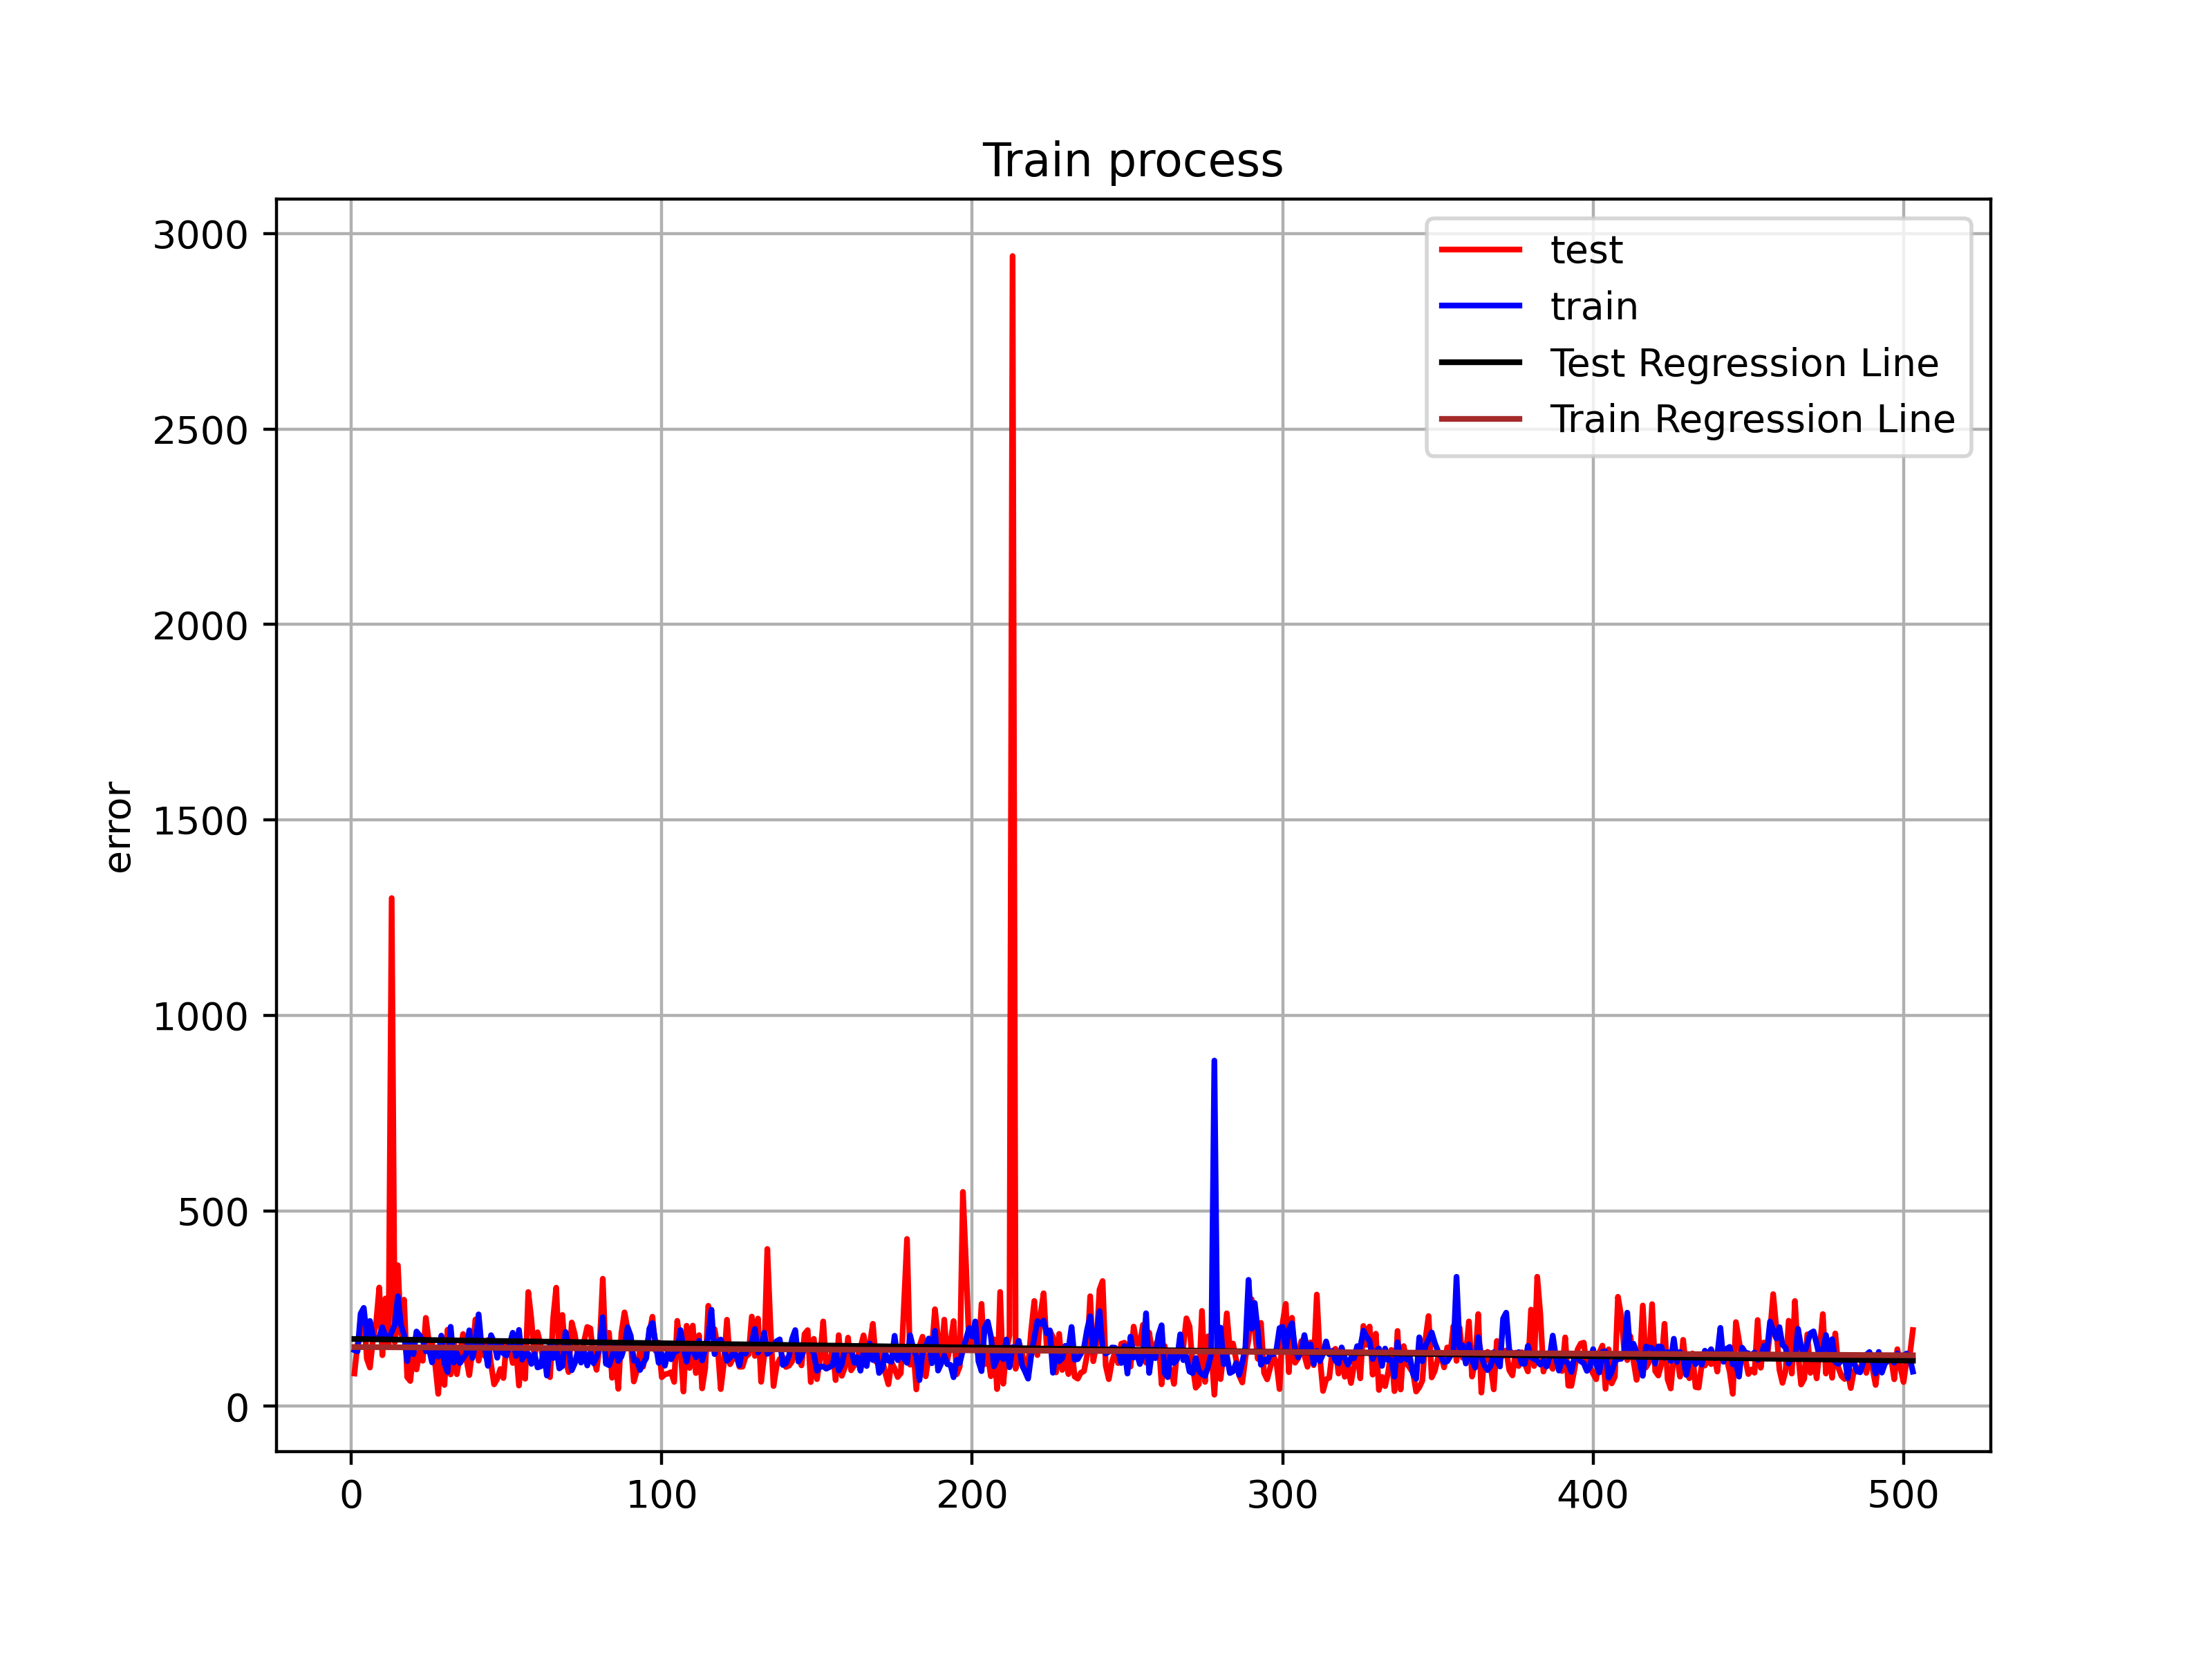 Train process
3000
2500
2000
1500
1000
500
0
error
test
train
Test Regression Line
Train Regression Line
0 100 200 300 400 500